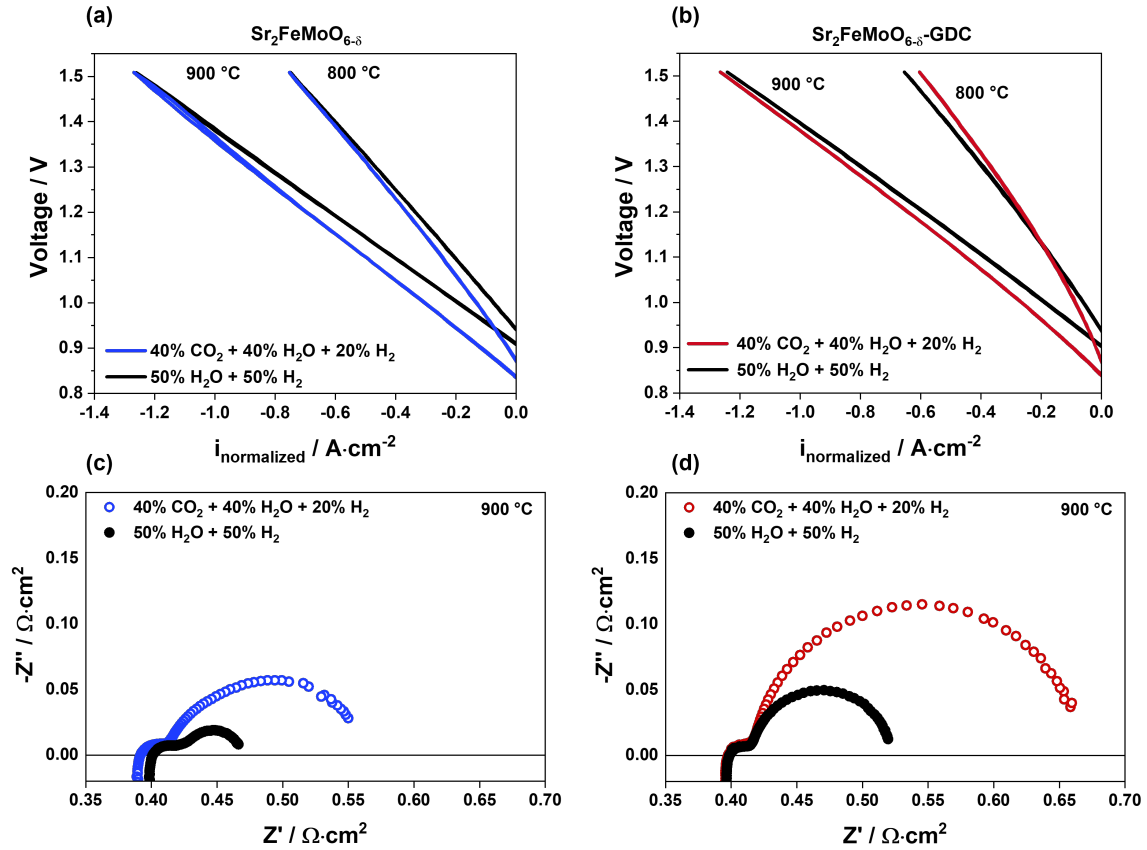 (a)
Sr₂FeMoO₆₋δ
900 °C
800 °C
1.5
1.4
1.3
1.2
1.1
1.0
0.9
0.8
Voltage / V
40% CO₂ + 40% H₂O + 20% H₂
50% H₂O + 50% H₂
-1.4 -1.2 -1.0 -0.8 -0.6 -0.4 -0.2 0.0
i normalized / A·cm⁻²
(b)
Sr₂FeMoO₆₋δ-GDC
900 °C
800 °C
1.5
1.4
1.3
1.2
1.1
1.0
0.9
0.8
Voltage / V
40% CO₂ + 40% H₂O + 20% H₂
50% H₂O + 50% H₂
-1.4 -1.2 -1.0 -0.8 -0.6 -0.4 -0.2 0.0
i normalized / A·cm⁻²
(c)
0.20
0.15
0.10
0.05
0.00
-Z'' / Ω·cm²
40% CO₂ + 40% H₂O + 20% H₂
50% H₂O + 50% H₂
900 °C
0.35 0.40 0.45 0.50 0.55 0.60 0.65 0.70
Z' / Ω·cm²
(d)
0.20
0.15
0.10
0.05
0.00
-Z'' / Ω·cm²
40% CO₂ + 40% H₂O + 20% H₂
50% H₂O + 50% H₂
900 °C
0.35 0.40 0.45 0.50 0.55 0.60 0.65 0.70
Z' / Ω·cm²